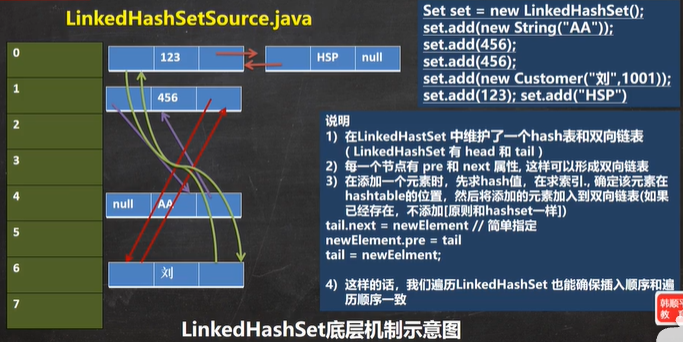 LinkedHashSetSource.java
Set set = new LinkedHashSet();
set.add(new String("AA"));
set.add(456);
set.add(456);
set.add(new Customer("刘",1001));
set.add(123); set.add("HSP")
0
1
2
3
4
5
6
7
123
HSP null
456
null AA
刘
说明
1) 在LinkedHastSet 中维护了一个hash表和双向链表
( LinkedHashSet 有 head 和 tail )
2) 每一个节点有 pre 和 next 属性, 这样可以形成双向链表
3) 在添加一个元素时，先求hash值，在求索引., 确定该元素在
hashtable的位置，然后将添加的元素加入到双向链表(如果
已经存在，不添加[原则和hashset一样])
tail.next = newElement // 简单指定
newElement.pre = tail
tail = newEelment;
4) 这样的话，我们遍历LinkedHashSet 也能确保插入顺序和遍
历顺序一致
LinkedHashSet底层机制示意图